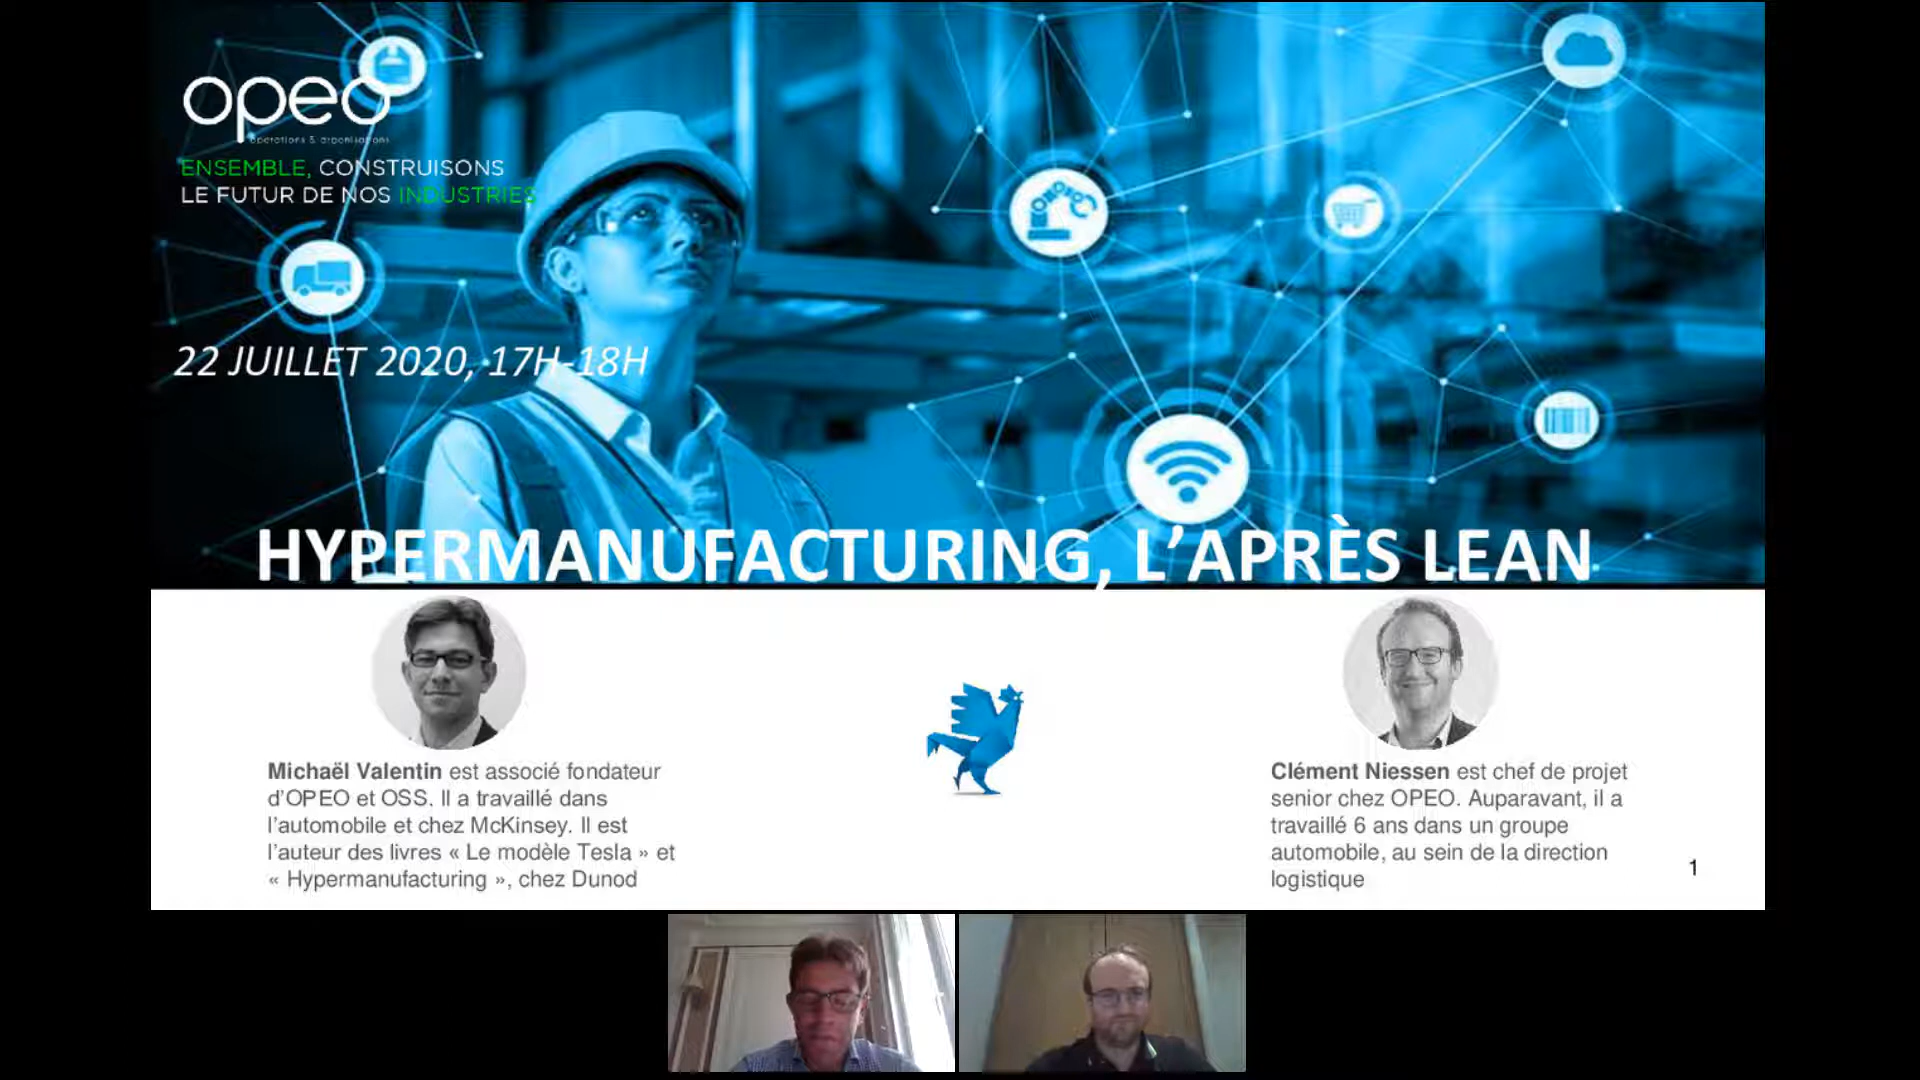 opeo
operations & organisations
ENSEMBLE, CONSTRUISONS
LE FUTUR DE NOS INDUSTRIES
22 JUILLET 2020, 17H-18H
HYPERMANUFACTURING, L’APRÈS LEAN
Michaël Valentin est associé fondateur
d’OPEO et OSS. Il a travaillé dans
l’automobile et chez McKinsey. Il est
l’auteur des livres « Le modèle Tesla » et
« Hypermanufacturing », chez Dunod
Clément Niessen est chef de projet
senior chez OPEO. Auparavant, il a
travaillé 6 ans dans un groupe
automobile, au sein de la direction
logistique
1